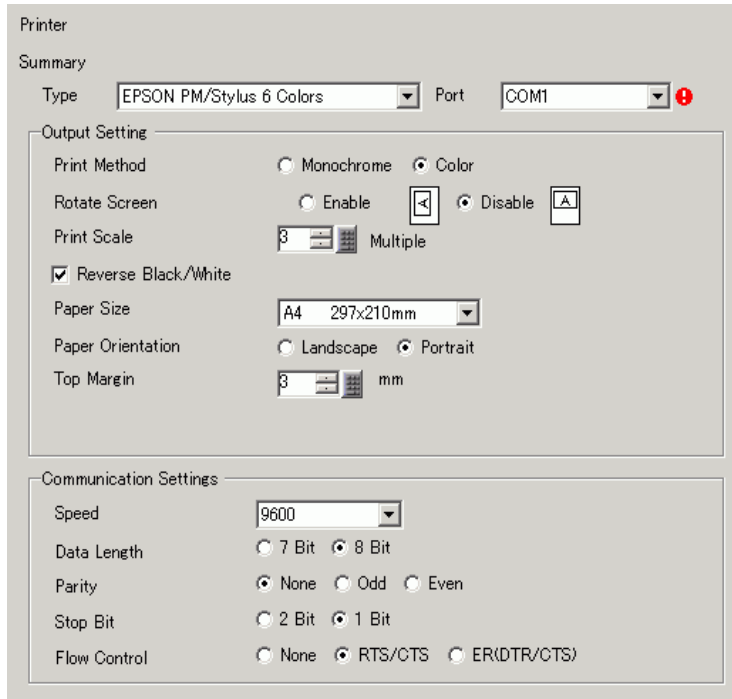 Printer
Summary
Type EPSON PM/Stylus 6 Colors Port COM1
Output Setting
Print Method Monochrome Color
Rotate Screen Enable A Disable A
Print Scale 3 Multiple
Reverse Black/White
Paper Size A4 297x210mm
Paper Orientation Landscape Portrait
Top Margin 3 mm
Communication Settings
Speed 9600
Data Length 7 Bit 8 Bit
Parity None Odd Even
Stop Bit 2 Bit 1 Bit
Flow Control None RTS/CTS ER(DTR/CTS)